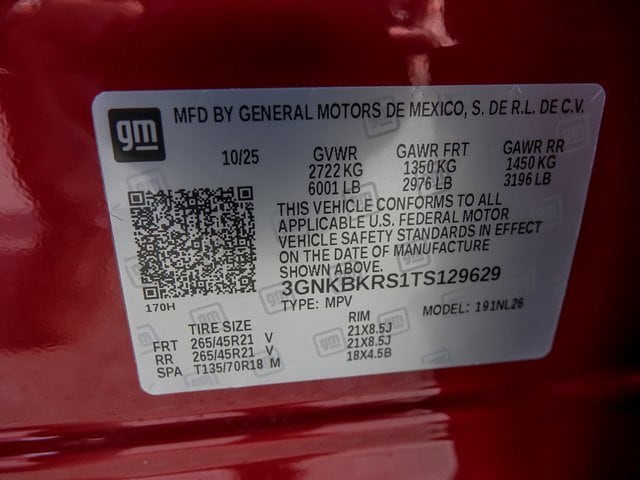 gm MFD BY GENERAL MOTORS DE MEXICO, S. DE R.L. DE C.V.
10/25 GVWR GAWR FRT GAWR RR
2722 KG 1350 KG 1450 KG
6001 LB 2976 LB 3196 LB
THIS VEHICLE CONFORMS TO ALL
APPLICABLE U.S. FEDERAL MOTOR
VEHICLE SAFETY STANDARDS IN EFFECT
ON THE DATE OF MANUFACTURE
SHOWN ABOVE.
170H 3GNKBKRS1TS129629
TYPE: MPV MODEL: 191NL26
TIRE SIZE RIM
FRT 265/45R21 V 21X8.5J
RR 265/45R21 V 21X8.5J
SPA T135/70R18 M 18X4.5B